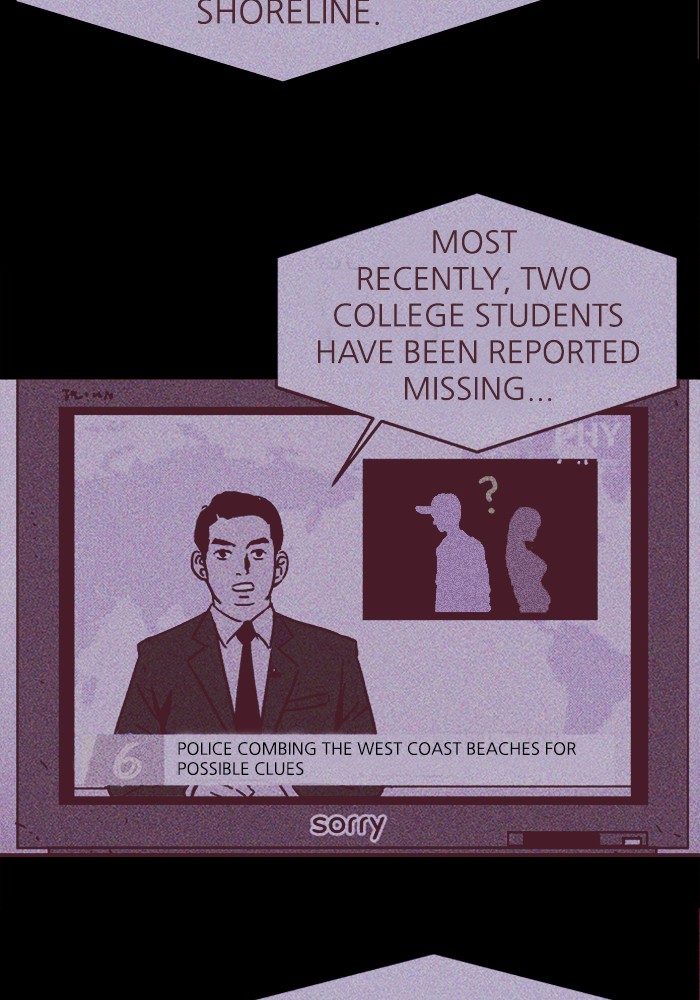 SHORELINE.
MOST
RECENTLY, TWO
COLLEGE STUDENTS
HAVE BEEN REPORTED
MISSING...
PHY
?
6
POLICE COMBING THE WEST COAST BEACHES FOR
POSSIBLE CLUES
sorry